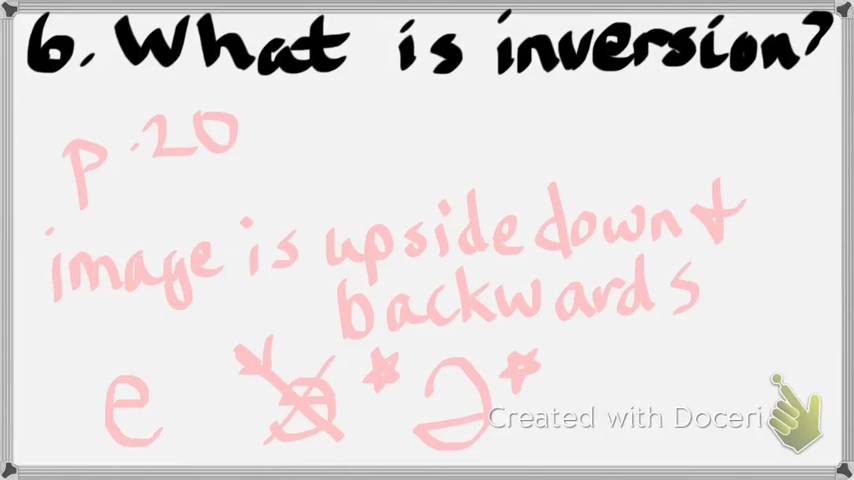 6. What is inversion?
p.20
image is upside down &
backwards
e
Created with Doceri